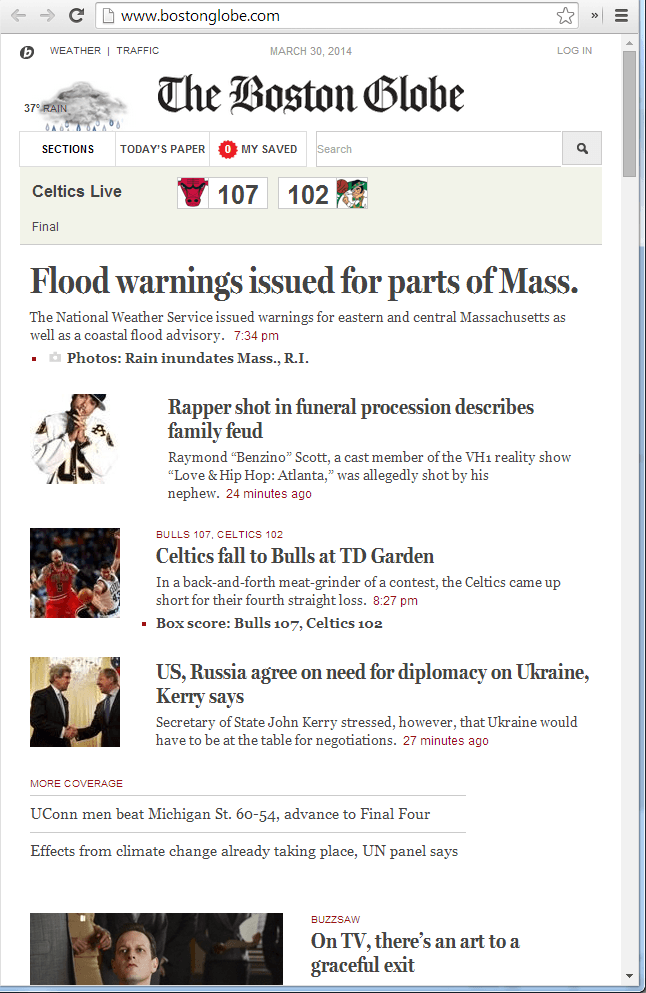 www.bostonglobe.com
»
b
WEATHER | TRAFFIC
MARCH 30, 2014
LOG IN
37° RAIN
The Boston Globe
SECTIONS
TODAY'S PAPER
0 MY SAVED
Search
Celtics Live
107
102
Final
Flood warnings issued for parts of Mass.
The National Weather Service issued warnings for eastern and central Massachusetts as
well as a coastal flood advisory. 7:34 pm
Photos: Rain inundates Mass., R.I.
Rapper shot in funeral procession describes
family feud
Raymond “Benzino” Scott, a cast member of the VH1 reality show
“Love & Hip Hop: Atlanta,” was allegedly shot by his
nephew. 24 minutes ago
BULLS 107, CELTICS 102
Celtics fall to Bulls at TD Garden
In a back-and-forth meat-grinder of a contest, the Celtics came up
short for their fourth straight loss. 8:27 pm
Box score: Bulls 107, Celtics 102
US, Russia agree on need for diplomacy on Ukraine,
Kerry says
Secretary of State John Kerry stressed, however, that Ukraine would
have to be at the table for negotiations. 27 minutes ago
MORE COVERAGE
UConn men beat Michigan St. 60-54, advance to Final Four
Effects from climate change already taking place, UN panel says
BUZZSAW
On TV, there’s an art to a
graceful exit